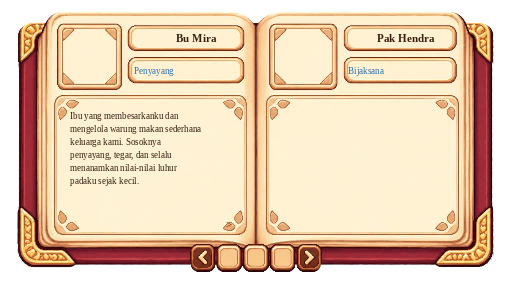 Bu Mira
Penyayang
Ibu yang membesarkanku dan
mengelola warung makan sederhana
keluarga kami. Sosoknya
penyayang, tegar, dan selalu
menanamkan nilai-nilai luhur
padaku sejak kecil.
Pak Hendra
Bijaksana